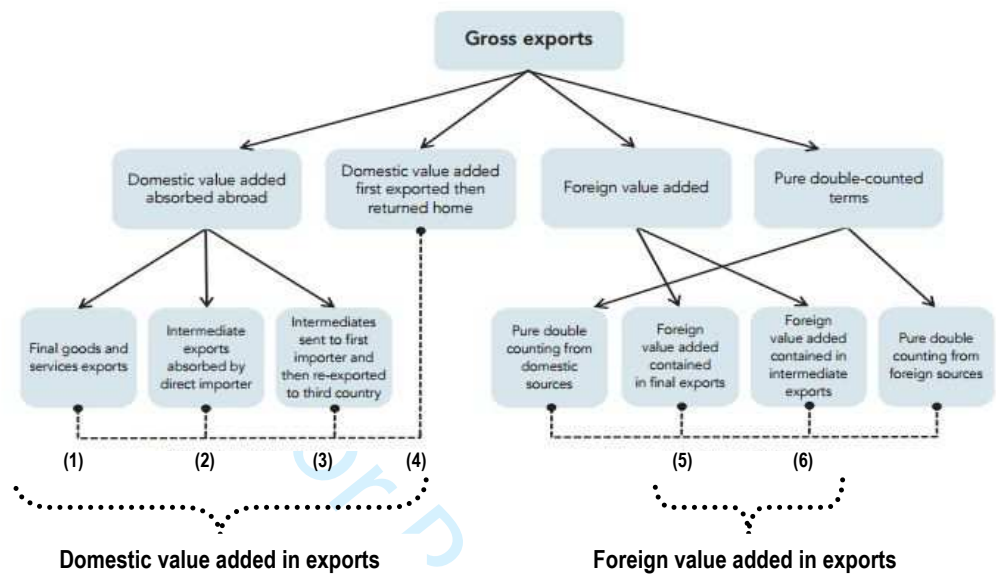 Gross exports
Domestic value added
absorbed abroad
Domestic value added
first exported then
returned home
Foreign value added
Pure double-counted
terms
Final goods and
services exports
Intermediate
exports
absorbed by
direct importer
Intermediates
sent to first
importer and
then re-exported
to third country
Pure double
counting from
domestic sources
Foreign
value added
contained
in final exports
Foreign
value added
contained in
intermediate
exports
Pure double
counting from
foreign sources
(1) (2) (3) (4) (5) (6)
Domestic value added in exports
Foreign value added in exports